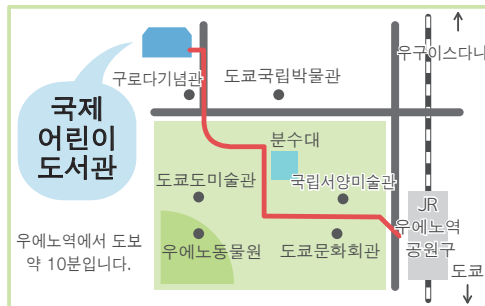 우구이스다니
구로다기념관
도쿄국립박물관
국제
어린이
도서관
분수대
도쿄도미술관
국립서양미술관
JR
우에노역
공원구
우에노역에서 도보
약 10분입니다.
우에노동물원
도쿄문화회관
도쿄